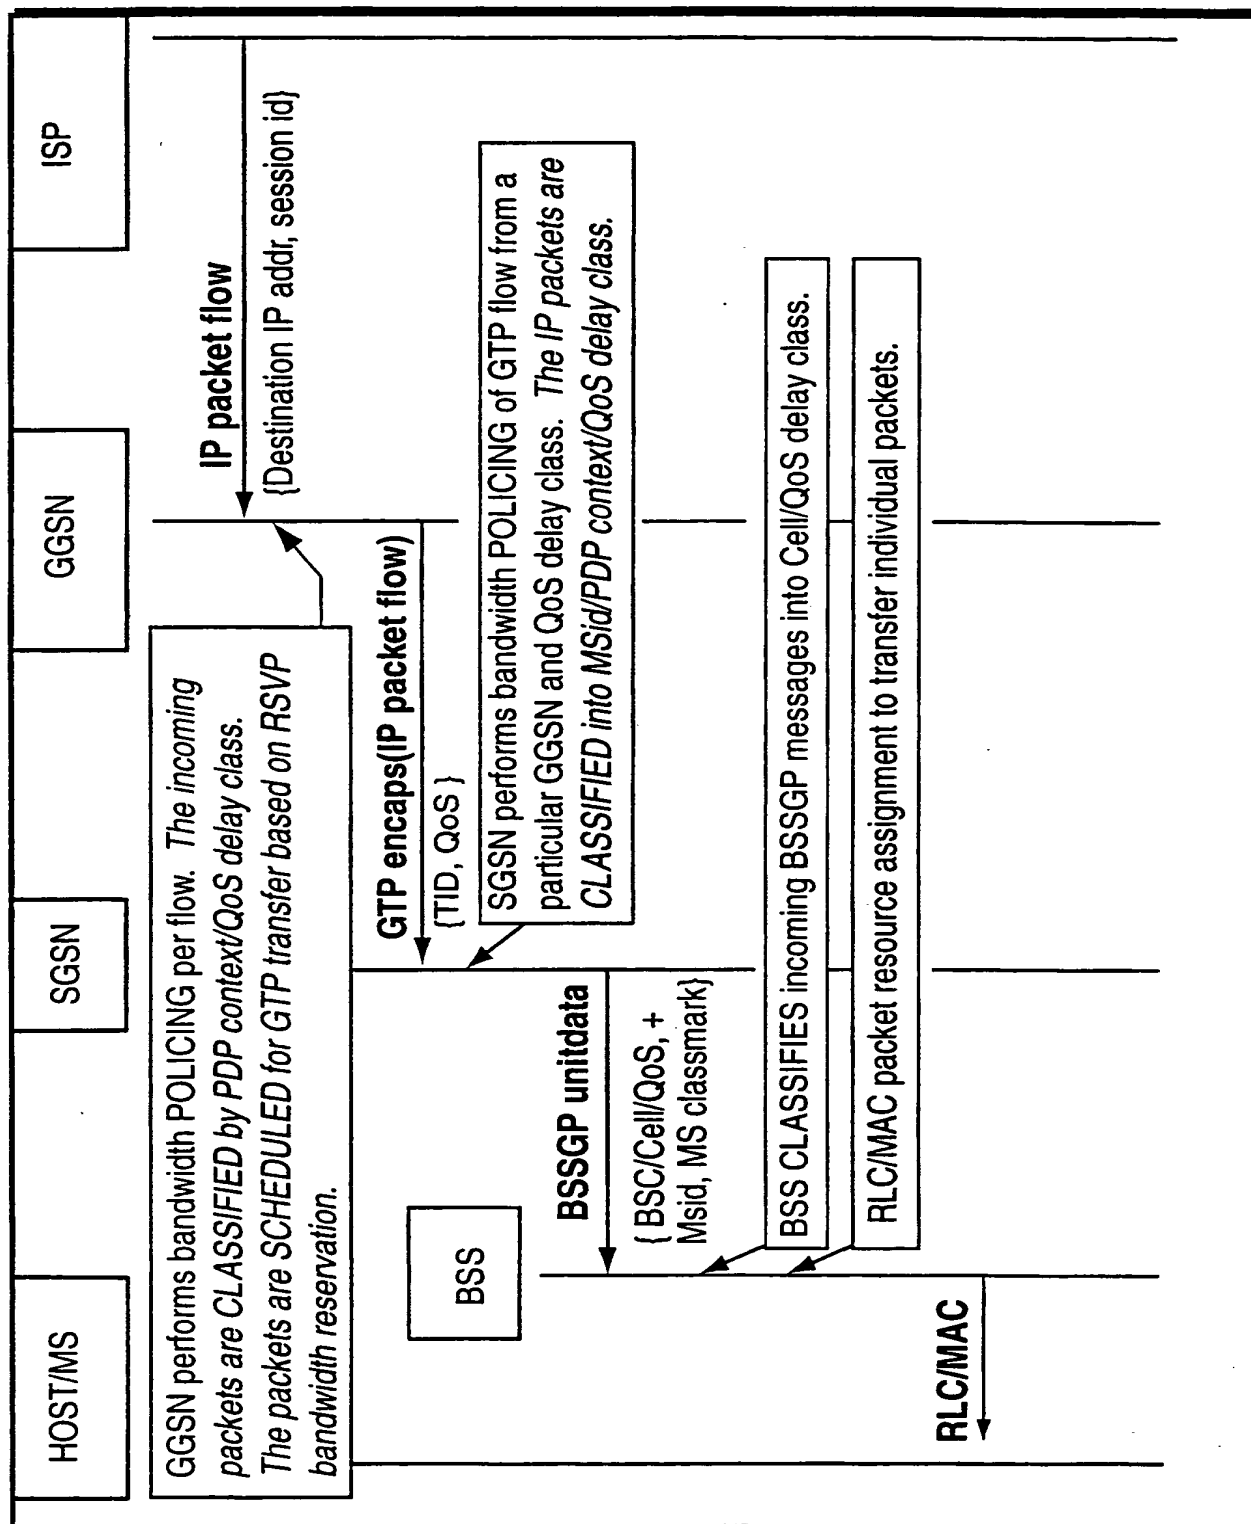 HOST/MS
SGSN
GGSN
ISP
GGSN performs bandwidth POLICING per flow. The incoming
packets are CLASSIFIED by PDP context/QoS delay class.
The packets are SCHEDULED for GTP transfer based on RSVP
bandwidth reservation.
IP packet flow
{Destination IP addr, session id}
GTP encaps(IP packet flow)
{TID, QoS }
BSS
SGSN performs bandwidth POLICING of GTP flow from a
particular GGSN and QoS delay class. The IP packets are
CLASSIFIED into MSid/PDP context/QoS delay class.
BSSGP unitdata
{ BSC/Cell/QoS, +
Msid, MS classmark}
BSS CLASSIFIES incoming BSSGP messages into Cell/QoS delay class.
RLC/MAC packet resource assignment to transfer individual packets.
RLC/MAC